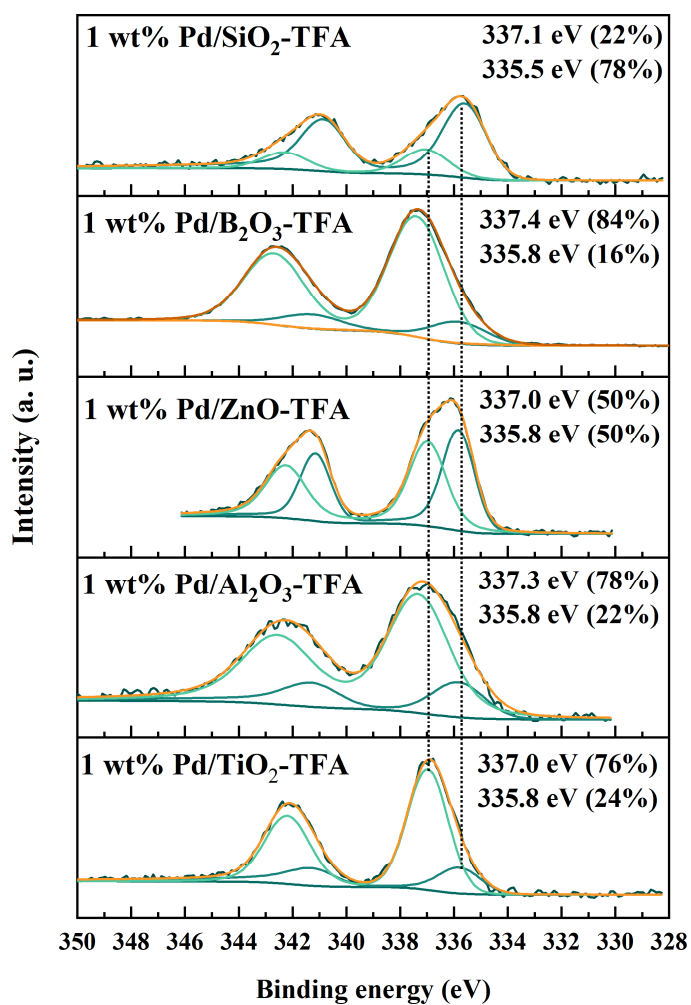 1 wt% Pd/SiO₂-TFA
337.1 eV (22%)
335.5 eV (78%)
1 wt% Pd/B₂O₃-TFA
337.4 eV (84%)
335.8 eV (16%)
1 wt% Pd/ZnO-TFA
337.0 eV (50%)
335.8 eV (50%)
1 wt% Pd/Al₂O₃-TFA
337.3 eV (78%)
335.8 eV (22%)
1 wt% Pd/TiO₂-TFA
337.0 eV (76%)
335.8 eV (24%)
Intensity (a. u.)
350 348 346 344 342 340 338 336 334 332 330 328
Binding energy (eV)